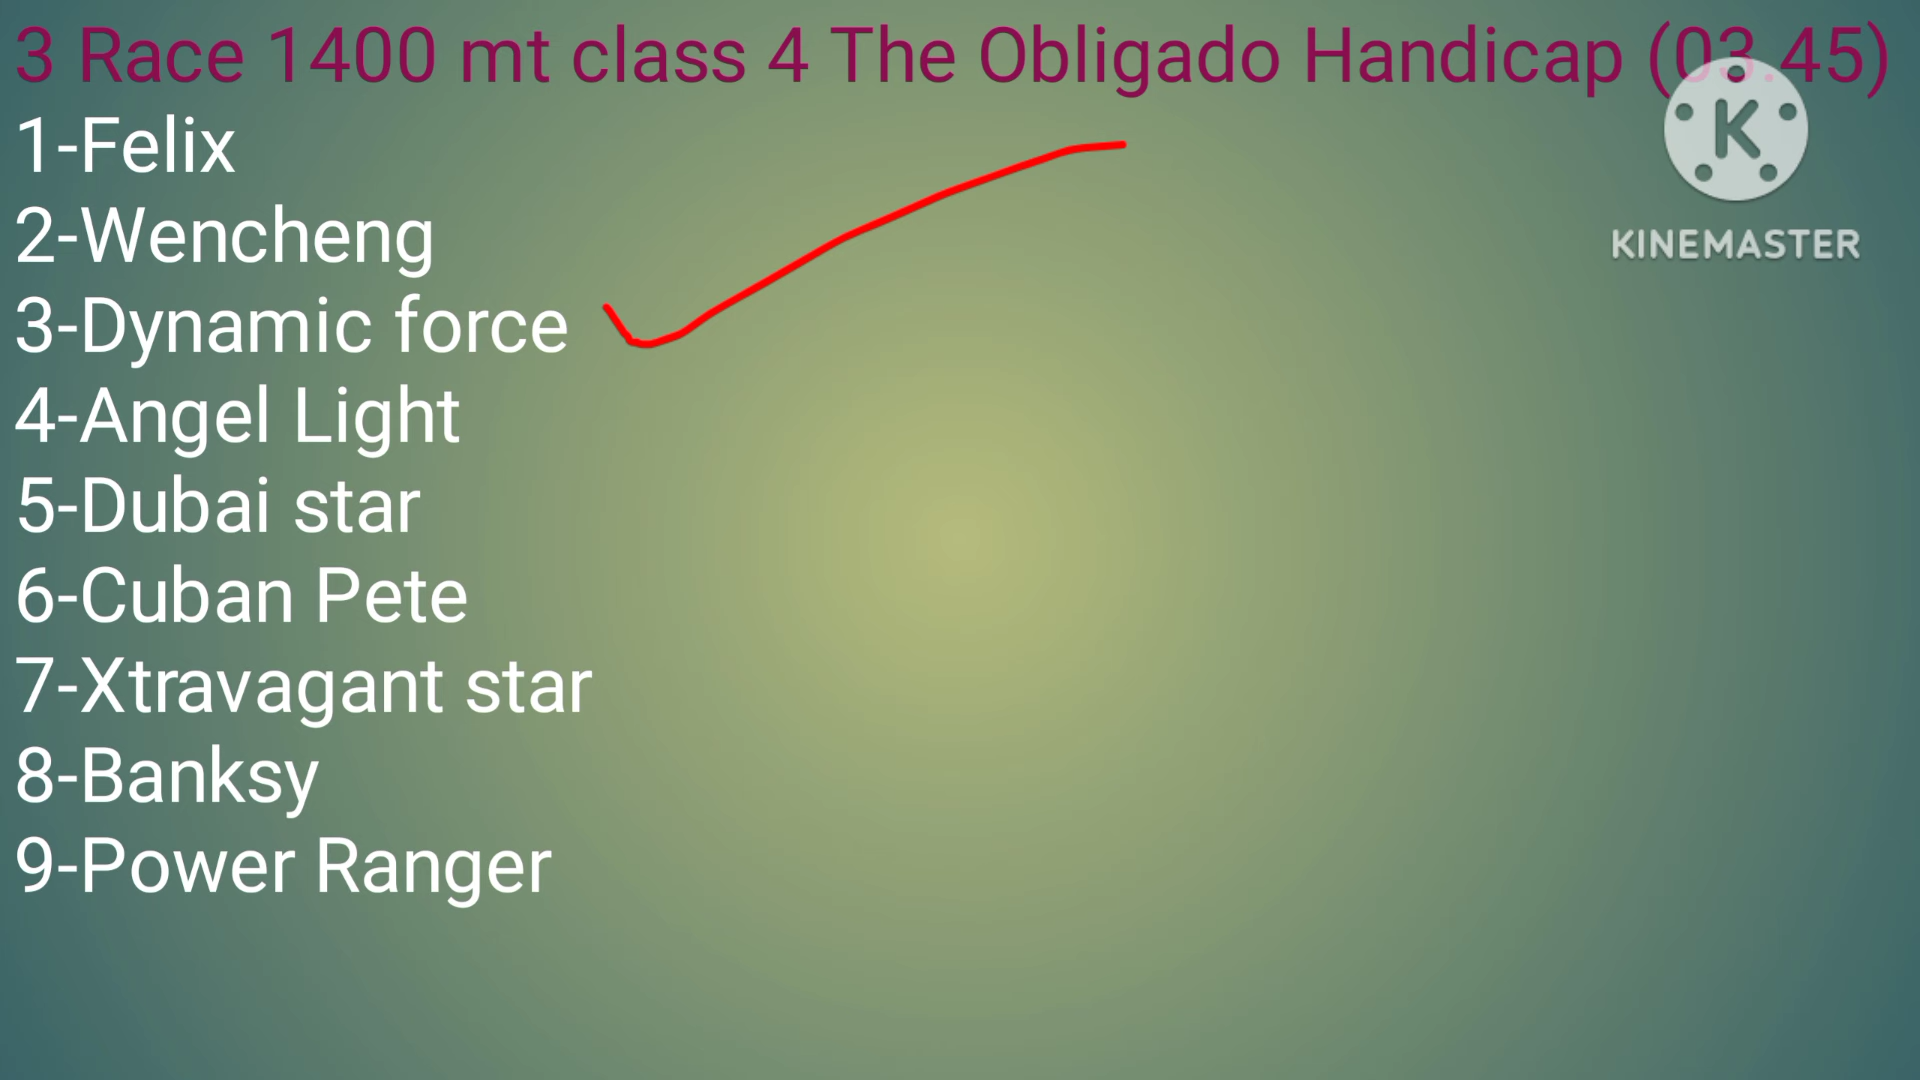 3 Race 1400 mt class 4 The Obligado Handicap (03.45)
1-Felix
2-Wencheng
3-Dynamic force
4-Angel Light
5-Dubai star
6-Cuban Pete
7-Xtravagant star
8-Banksy
9-Power Ranger
K
KINEMASTER